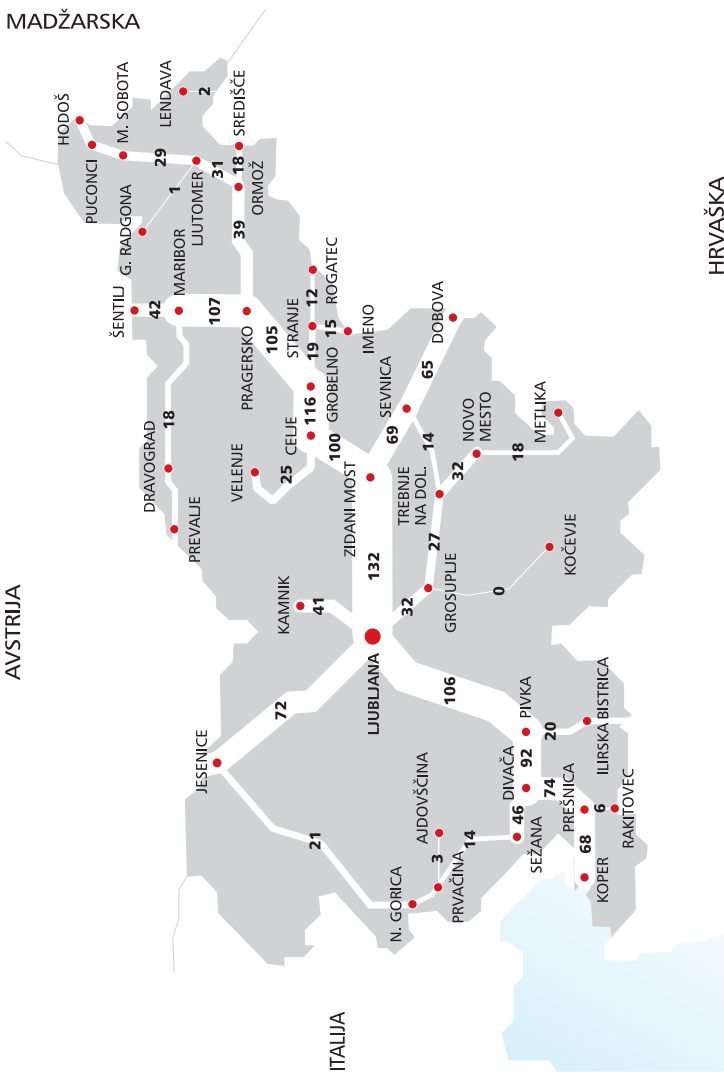 MADŽARSKA
HODOŠ
PUCONCI
M. SOBOTA
LENDAVA
2
SREDIŠČE
29
1
LJUTOMER
31
18
ORMOŽ
G. RADGONA
39
ŠENTILJ
42
MARIBOR
107
PRAGERSKO
105
STRANJE
12
ROGATEC
15
IMENO
19
GROBELNO
116
CELJE
100
DRAVOGRAD
18
PREVALJE
VELENJE
25
SEVNICA
69
65
DOBOVA
HRVAŠKA
ZIDANI MOST
14
TREBNJE
NA DOL.
32
NOVO
MESTO
18
METLIKA
27
132
AVSTRIJA
KAMNIK
41
32
GROSUPLJE
0
KOČEVJE
LJUBLJANA
72
JESENICE
106
PIVKA
20
ILIRSKA BISTRICA
92
DIVAČA
74
PREŠNICA
6
RAKITOVEC
21
AJDOVŠČINA
3
14
46
SEŽANA
68
KOPER
PRVAČINA
N. GORICA
ITALIJA